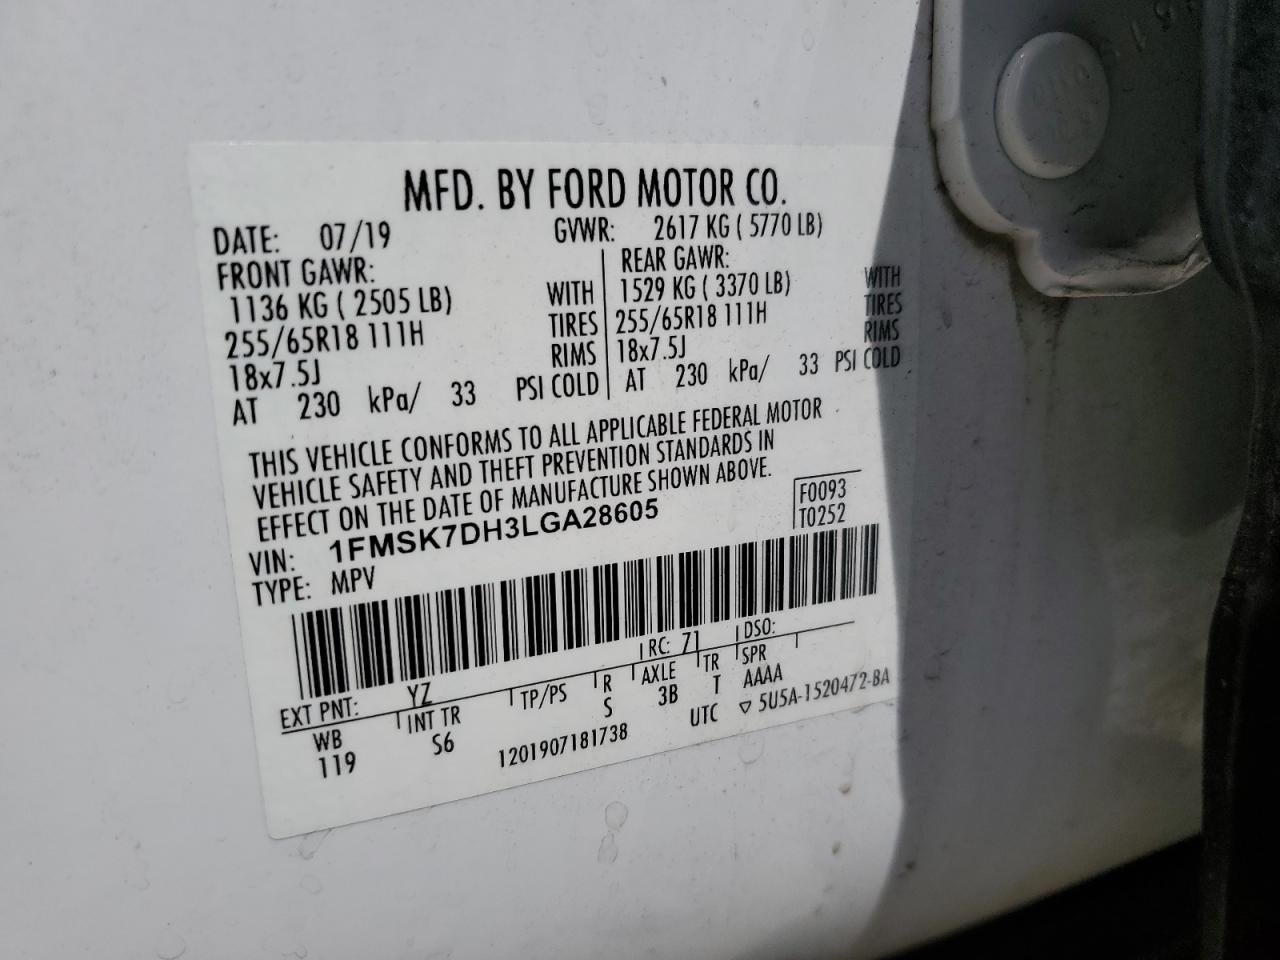 MFD. BY FORD MOTOR CO.
DATE: 07/19 GVWR: 2617 KG ( 5770 LB)
FRONT GAWR: REAR GAWR:
1136 KG ( 2505 LB) WITH 1529 KG ( 3370 LB) WITH
255/65R18 111H TIRES 255/65R18 111H TIRES
18x7.5J RIMS 18x7.5J RIMS
AT 230 kPa/ 33 PSI COLD AT 230 kPa/ 33 PSI COLD
THIS VEHICLE CONFORMS TO ALL APPLICABLE FEDERAL MOTOR
VEHICLE SAFETY AND THEFT PREVENTION STANDARDS IN
EFFECT ON THE DATE OF MANUFACTURE SHOWN ABOVE.
F0093
VIN: 1FMSK7DH3LGA28605 T0252
TYPE: MPV
EXT PNT: YZ RC: 71 DSO:
WB INT TR TP/PS R AXLE TR SPR
119 S6 S 3B T AAAA
1201907181738 UTC ▽ 5U5A-1520472-BA